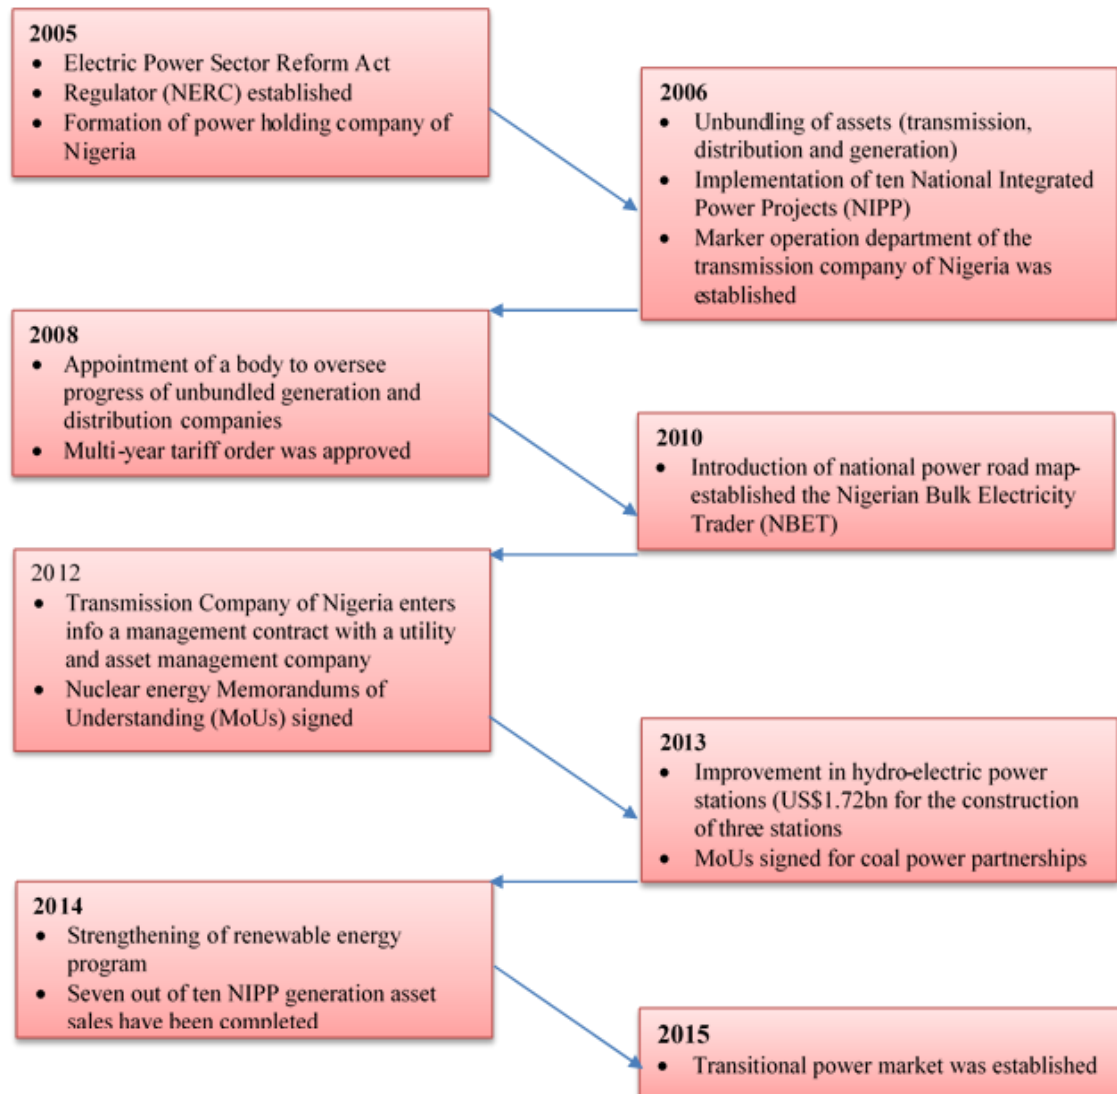 2005
• Electric Power Sector Reform Act
• Regulator (NERC) established
• Formation of power holding company of
Nigeria
2006
• Unbundling of assets (transmission,
distribution and generation)
• Implementation of ten National Integrated
Power Projects (NIPP)
• Marker operation department of the
transmission company of Nigeria was
established
2008
• Appointment of a body to oversee
progress of unbundled generation and
distribution companies
• Multi-year tariff order was approved
2010
• Introduction of national power road map-
established the Nigerian Bulk Electricity
Trader (NBET)
2012
• Transmission Company of Nigeria enters
info a management contract with a utility
and asset management company
• Nuclear energy Memorandums of
Understanding (MoUs) signed
2013
• Improvement in hydro-electric power
stations (US$1.72bn for the construction
of three stations
• MoUs signed for coal power partnerships
2014
• Strengthening of renewable energy
program
• Seven out of ten NIPP generation asset
sales have been completed
2015
• Transitional power market was established